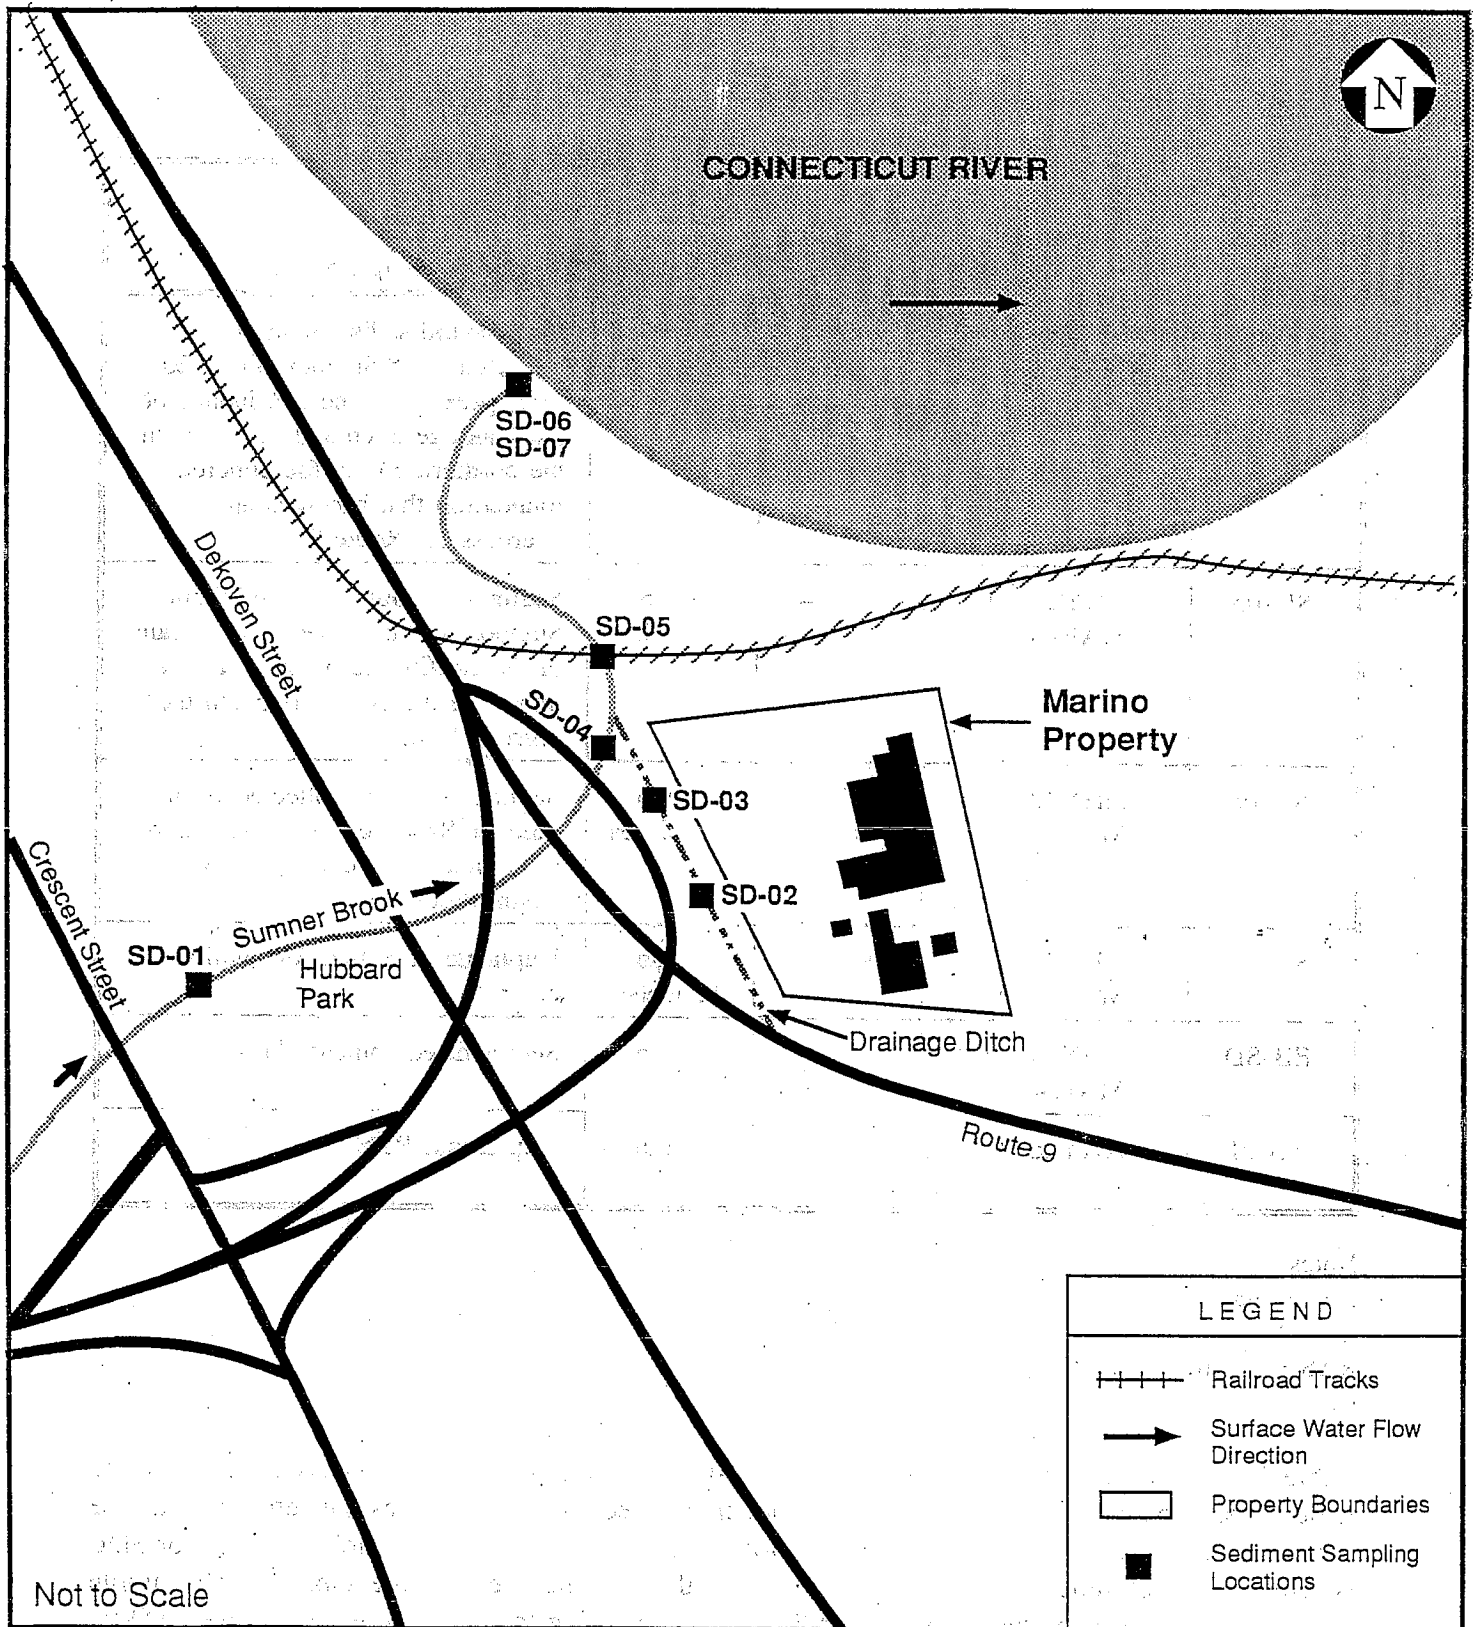 N
CONNECTICUT RIVER
SD-06
SD-07
Dekoven Street
SD-05
SD-04
Marino
Property
SD-03
SD-02
Crescent Street
Sumner Brook
SD-01
Hubbard
Park
Drainage Ditch
Route 9
LEGEND
Railroad Tracks
Surface Water Flow
Direction
Property Boundaries
Sediment Sampling
Locations
Not to Scale